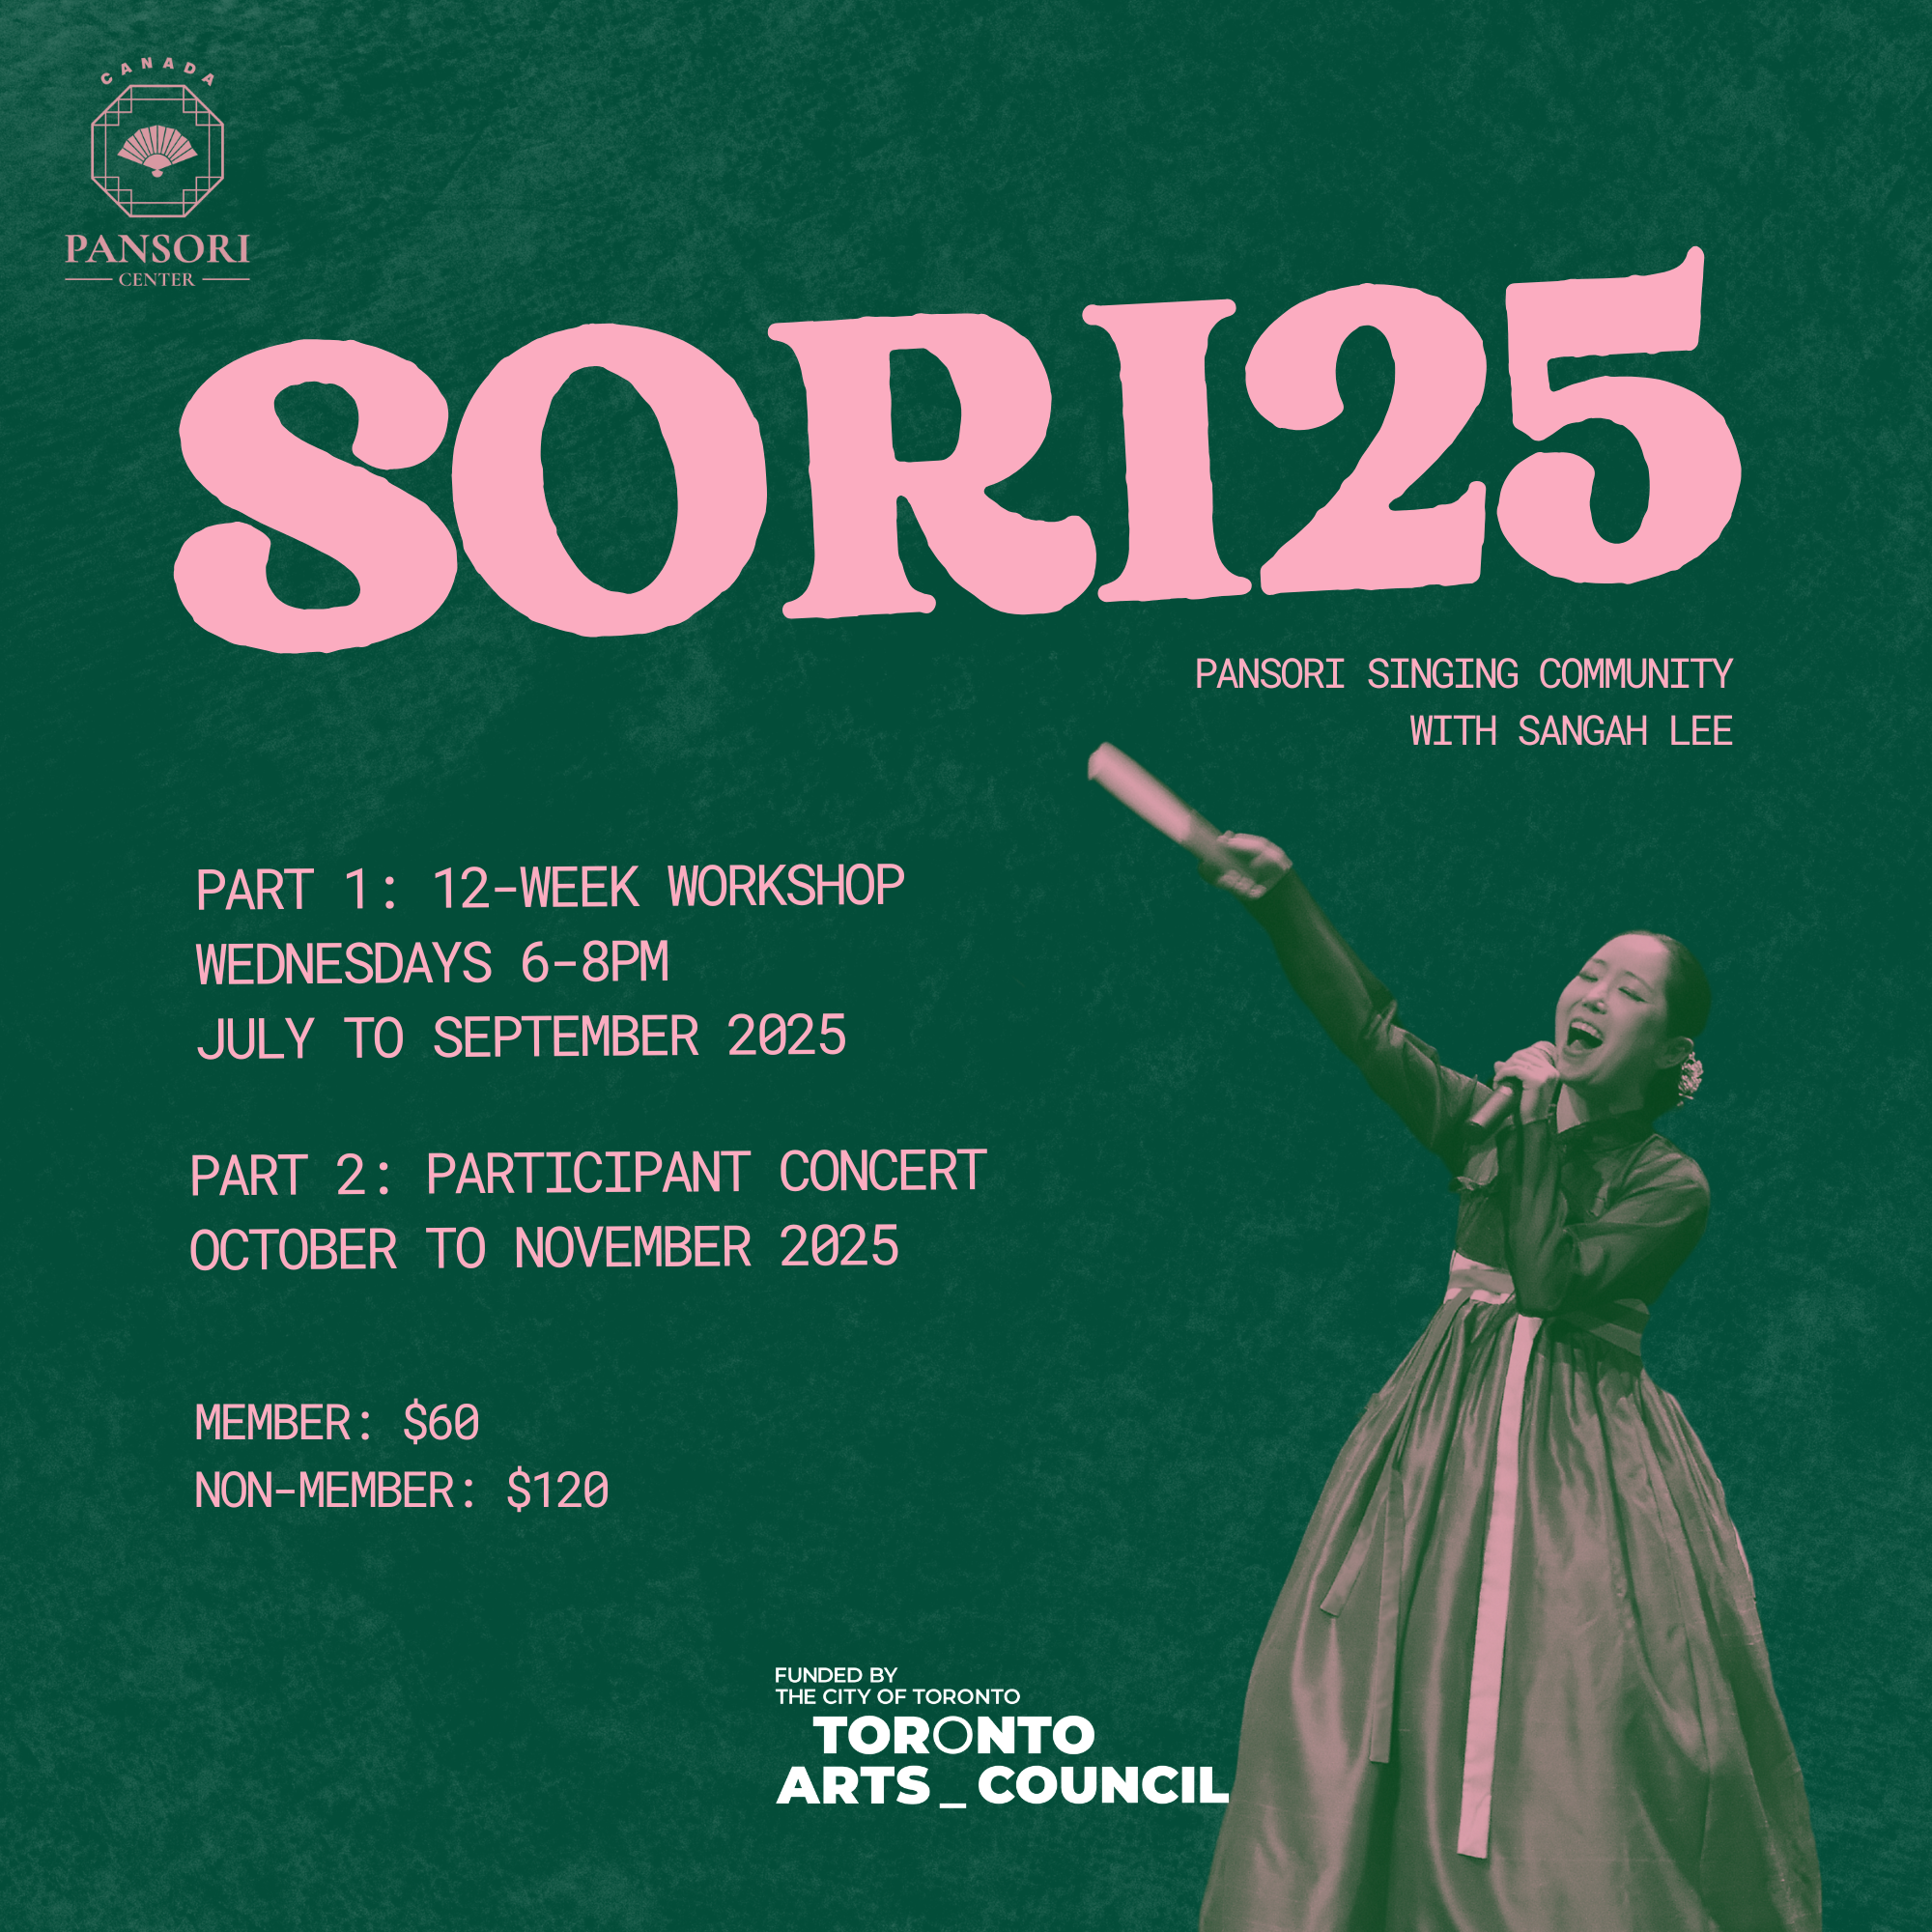 CANADA
PANSORI
CENTER
SORI25
PANSORI SINGING COMMUNITY
WITH SANGAH LEE
PART 1: 12-WEEK WORKSHOP
WEDNESDAYS 6-8PM
JULY TO SEPTEMBER 2025
PART 2: PARTICIPANT CONCERT
OCTOBER TO NOVEMBER 2025
MEMBER: $60
NON-MEMBER: $120
FUNDED BY
THE CITY OF TORONTO
TORONTO
ARTS_COUNCIL